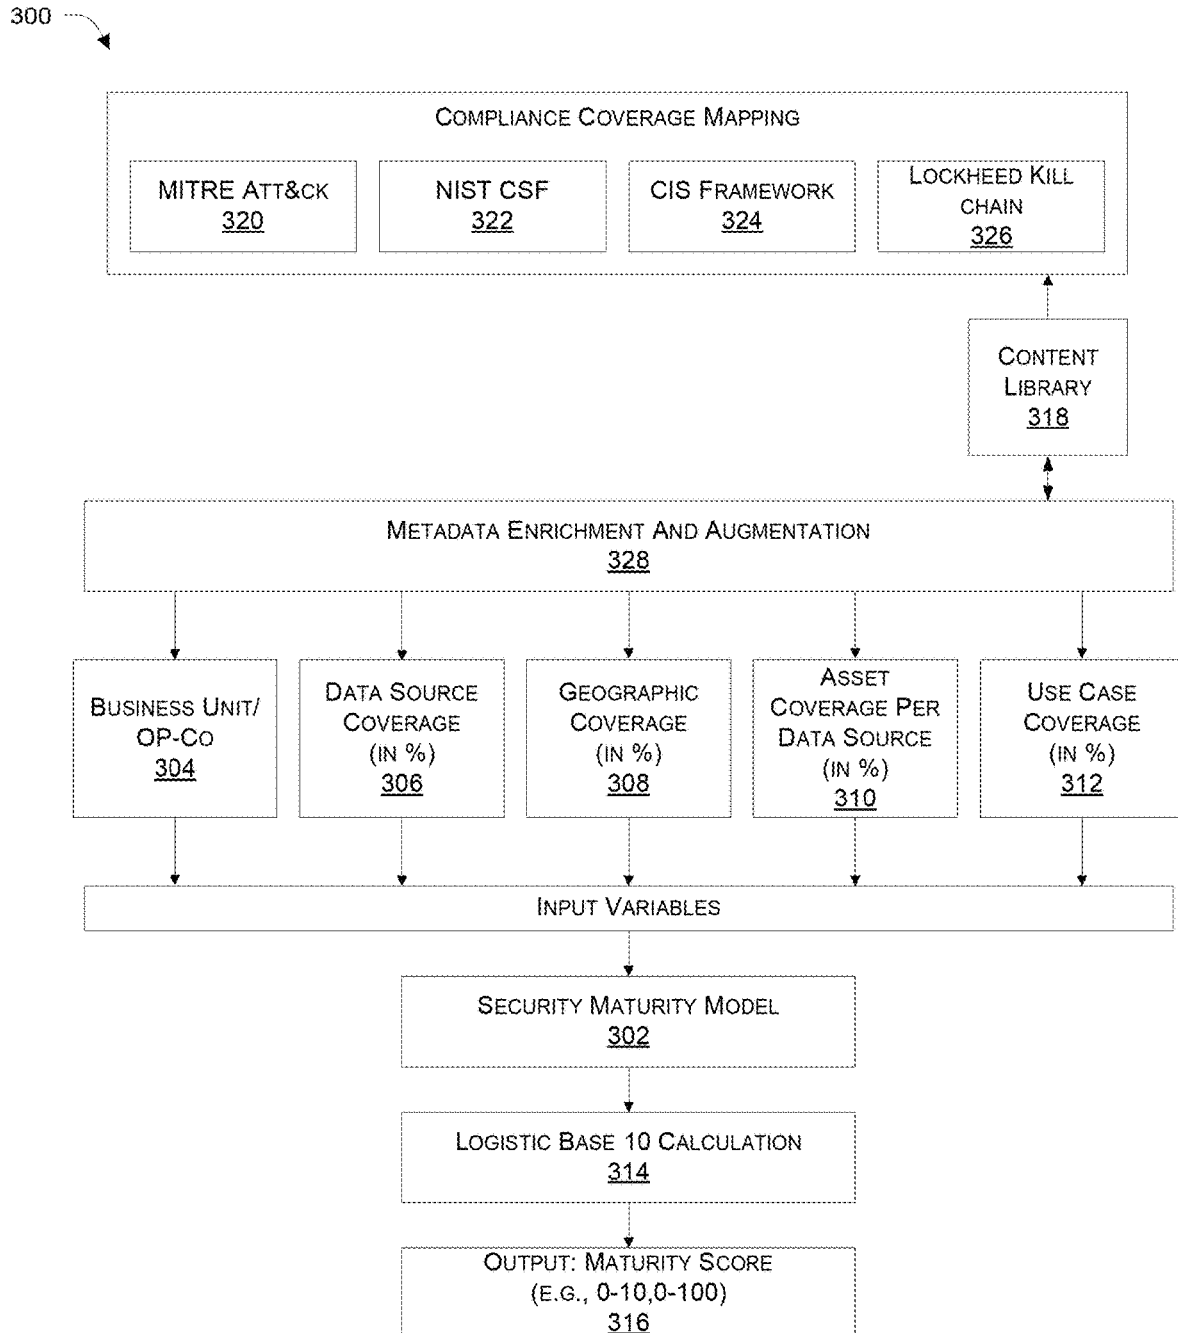 300
COMPLIANCE COVERAGE MAPPING
MITRE ATT&CK
320
NIST CSF
322
CIS FRAMEWORK
324
LOCKHEED KILL
CHAIN
326
CONTENT
LIBRARY
318
METADATA ENRICHMENT AND AUGMENTATION
328
BUSINESS UNIT/
OP-CO
304
DATA SOURCE
COVERAGE
(IN %)
306
GEOGRAPHIC
COVERAGE
(IN %)
308
ASSET
COVERAGE PER
DATA SOURCE
(IN %)
310
USE CASE
COVERAGE
(IN %)
312
INPUT VARIABLES
SECURITY MATURITY MODEL
302
LOGISTIC BASE 10 CALCULATION
314
OUTPUT: MATURITY SCORE
(E.G., 0-10,0-100)
316